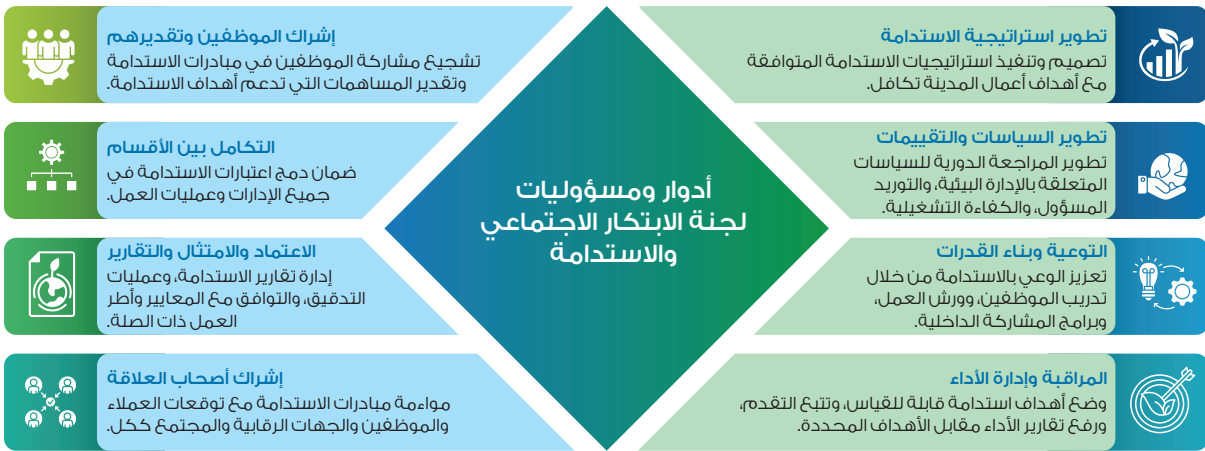 أدوار ومسؤوليات
لجنة الابتكار الاجتماعي
والاستدامة
تطوير استراتيجية الاستدامة
تصميم وتنفيذ استراتيجيات الاستدامة المتوافقة
مع أهداف أعمال المدينة تكافل.
تطوير السياسات والتقييمات
تطوير المراجعة الدورية للسياسات
المتعلقة بالإدارة البيئية، والتوريد
المسؤول، والكفاءة التشغيلية.
التوعية وبناء القدرات
تعزيز الوعي بالاستدامة من خلال
تدريب الموظفين، وورش العمل،
وبرامج المشاركة الداخلية.
المراقبة وإدارة الأداء
وضع أهداف استدامة قابلة للقياس، وتتبع التقدم،
ورفع تقارير الأداء مقابل الأهداف المحددة.
إشراك الموظفين وتقديرهم
تشجيع مشاركة الموظفين في مبادرات الاستدامة
وتقدير المساهمات التي تدعم أهداف الاستدامة.
التكامل بين الأقسام
ضمان دمج اعتبارات الاستدامة في
جميع الإدارات وعمليات العمل.
الاعتماد والامتثال والتقارير
إدارة تقارير الاستدامة، وعمليات
التدقيق، والتوافق مع المعايير وأطر
العمل ذات الصلة.
إشراك أصحاب العلاقة
مواءمة مبادرات الاستدامة مع توقعات العملاء
والموظفين والجهات الرقابية والمجتمع ككل.